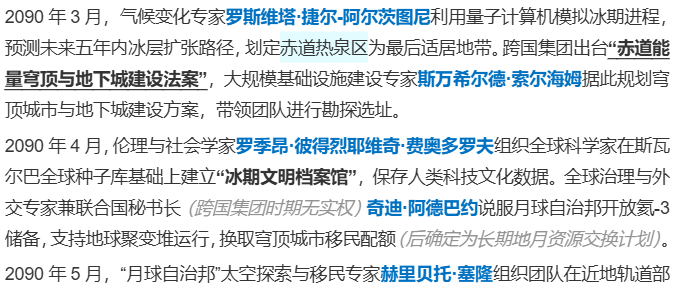 2090 年 3 月，气候变化专家罗斯维塔·捷尔-阿尔茨图尼利用量子计算机模拟冰期进程，
预测未来五年内冰层扩张路径，划定赤道热泉区为最后适居地带。跨国集团出台“赤道能
量穹顶与地下城建设法案”，大规模基础设施建设专家斯万希尔德·索尔海姆据此规划穹
顶城市与地下城建设方案，带领团队进行勘探选址。
2090 年 4 月，伦理与社会学家罗季昂·彼得烈耶维奇·费奥多罗夫组织全球科学家在斯瓦
尔巴全球种子库基础上建立“冰期文明档案馆”，保存人类科技文化数据。全球治理与外
交专家兼联合国秘书长（跨国集团时期无实权）奇迪·阿德巴约说服月球自治邦开放氦-3
储备，支持地球聚变堆运行，换取穹顶城市移民配额（后确定为长期地月资源交换计划）。
2090 年 5 月，“月球自治邦”太空探索与移民专家赫里贝托·塞隆组织团队在近地轨道部